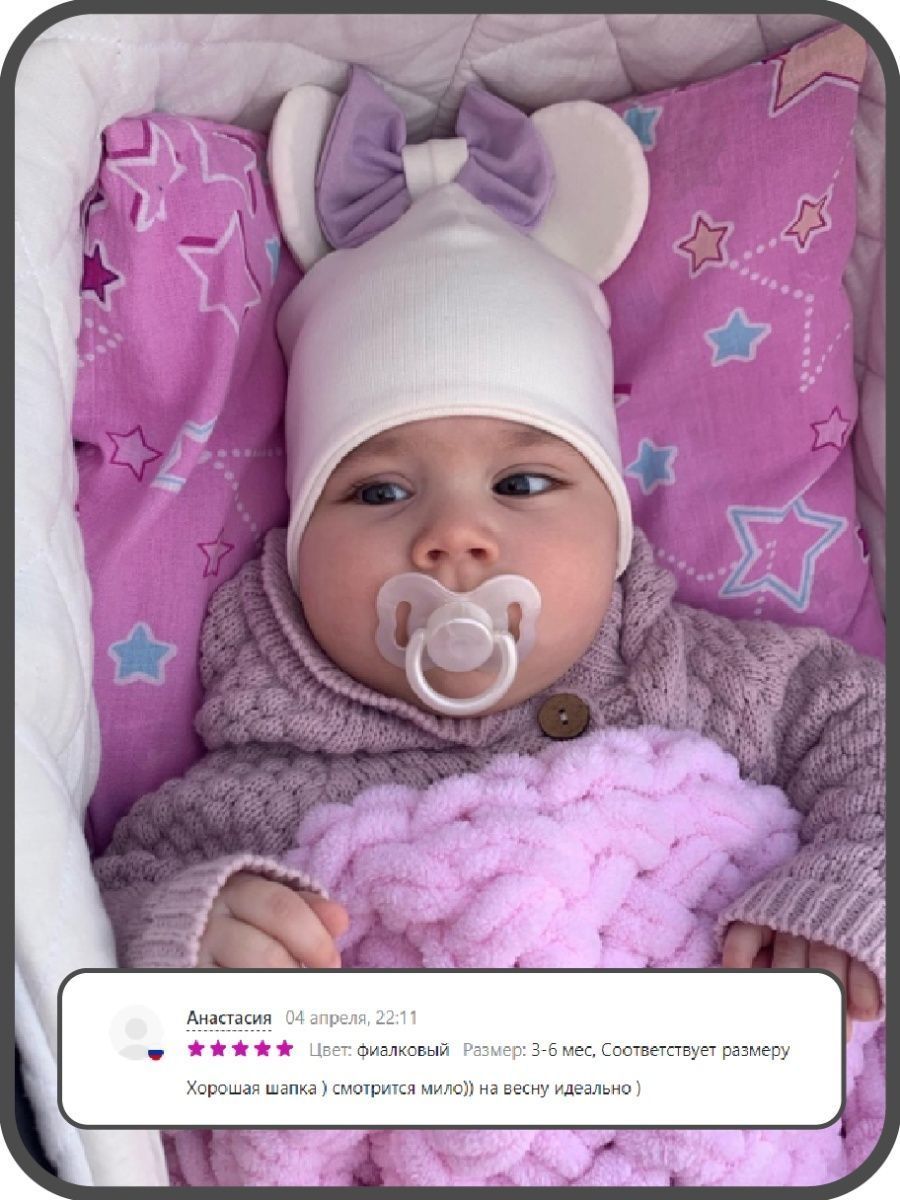 Анастасия 04 апреля, 22:11
Цвет: фиалковый Размер: 3-6 мес, Соответствует размеру
Хорошая шапка ) смотрится мило)) на весну идеально )